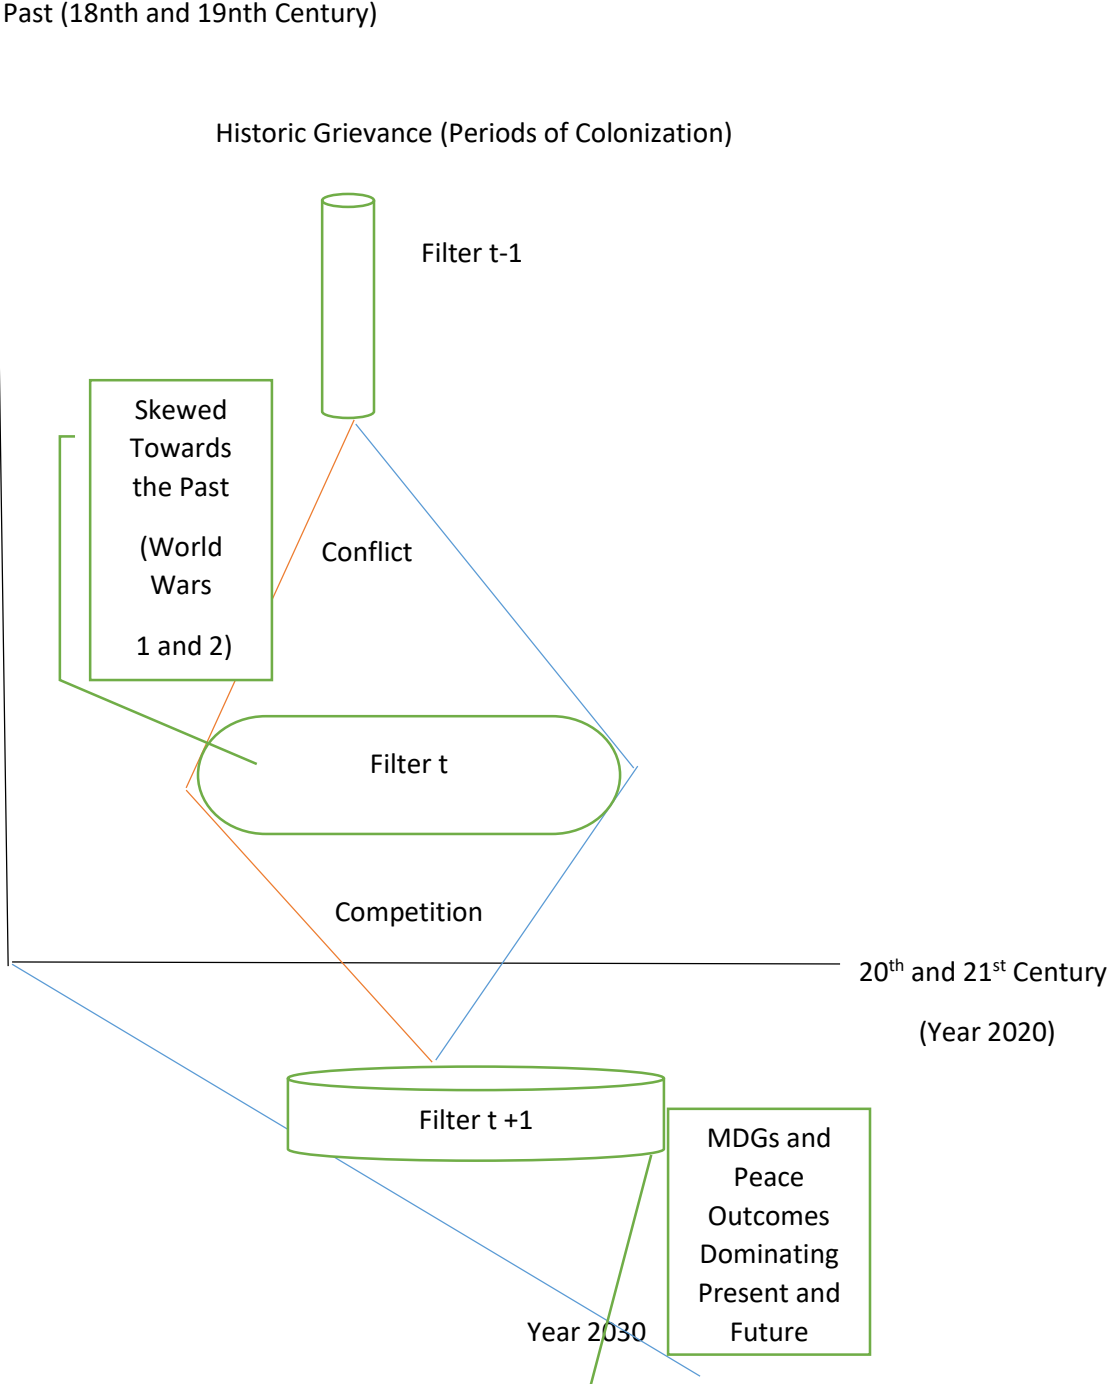 Past (18nth and 19nth Century)
Historic Grievance (Periods of Colonization)
Filter t-1
Skewed
Towards
the Past
(World
Wars
1 and 2)
Conflict
Filter t
Competition
20th and 21st Century
(Year 2020)
Filter t +1
MDGs and
Peace
Outcomes
Dominating
Present and
Future
Year 2030